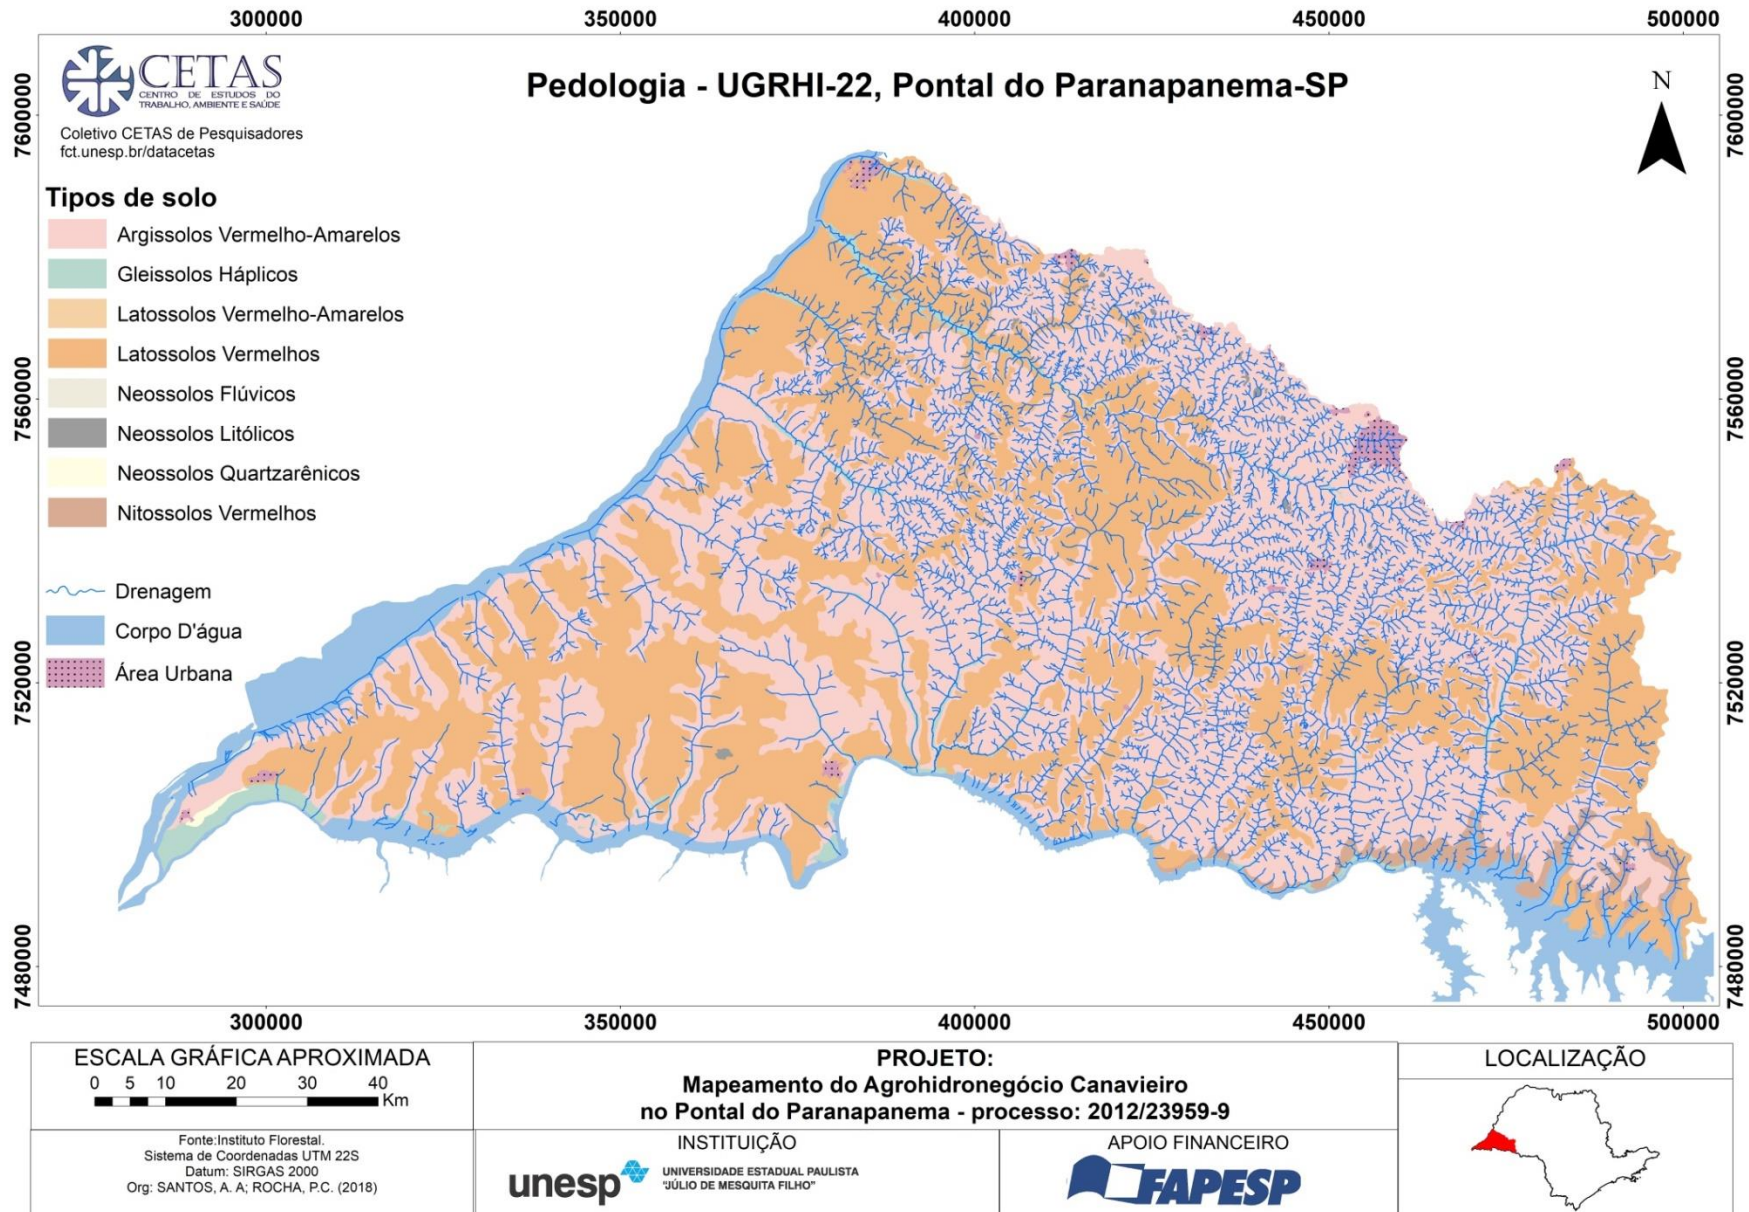 300000 350000 400000 450000 500000
CETAS
CENTRO DE ESTUDOS DO
TRABALHO, AMBIENTE E SAÚDE
Coletivo CETAS de Pesquisadores
fct.unesp.br/datacetas
Pedologia - UGRHI-22, Pontal do Paranapanema-SP
N
7600000
7560000
7520000
7480000
7600000
7560000
7520000
7480000
Tipos de solo
Argissolos Vermelho-Amarelos
Gleissolos Háplicos
Latossolos Vermelho-Amarelos
Latossolos Vermelhos
Neossolos Flúvicos
Neossolos Litólicos
Neossolos Quartzarênicos
Nitossolos Vermelhos
Drenagem
Corpo D'água
Área Urbana
300000 350000 400000 450000 500000
ESCALA GRÁFICA APROXIMADA
0 5 10 20 30 40
Km
Fonte:Instituto Florestal.
Sistema de Coordenadas UTM 22S
Datum: SIRGAS 2000
Org: SANTOS, A. A; ROCHA, P.C. (2018)
PROJETO:
Mapeamento do Agrohidronegócio Canavieiro
no Pontal do Paranapanema - processo: 2012/23959-9
INSTITUIÇÃO
unesp
UNIVERSIDADE ESTADUAL PAULISTA
"JÚLIO DE MESQUITA FILHO"
APOIO FINANCEIRO
FAPESP
LOCALIZAÇÃO